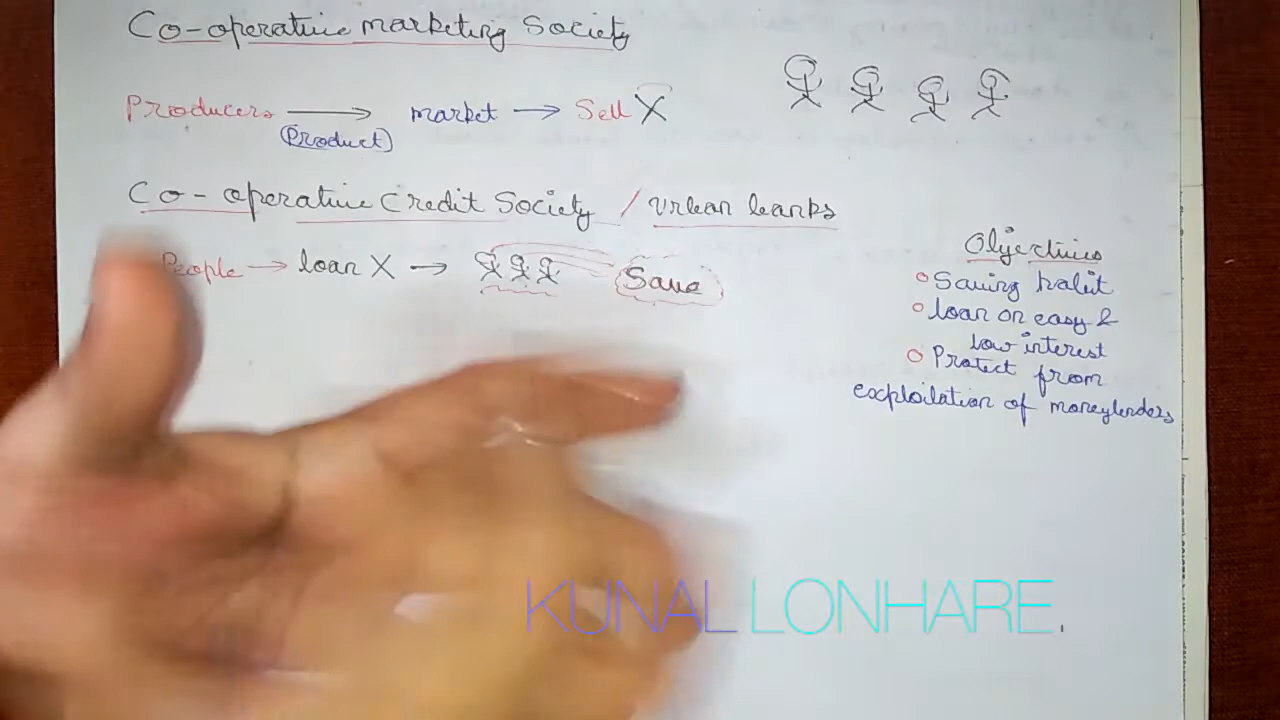 Co-operative marketing Society
Producers → market → Sell X
(Product)
Co-operative Credit Society / Urban banks
People → loan X → Save
Objectives
Saving habit
loan on easy &
low interest
Protect from
exploitation of moneylenders
KUNAL LONHARE.